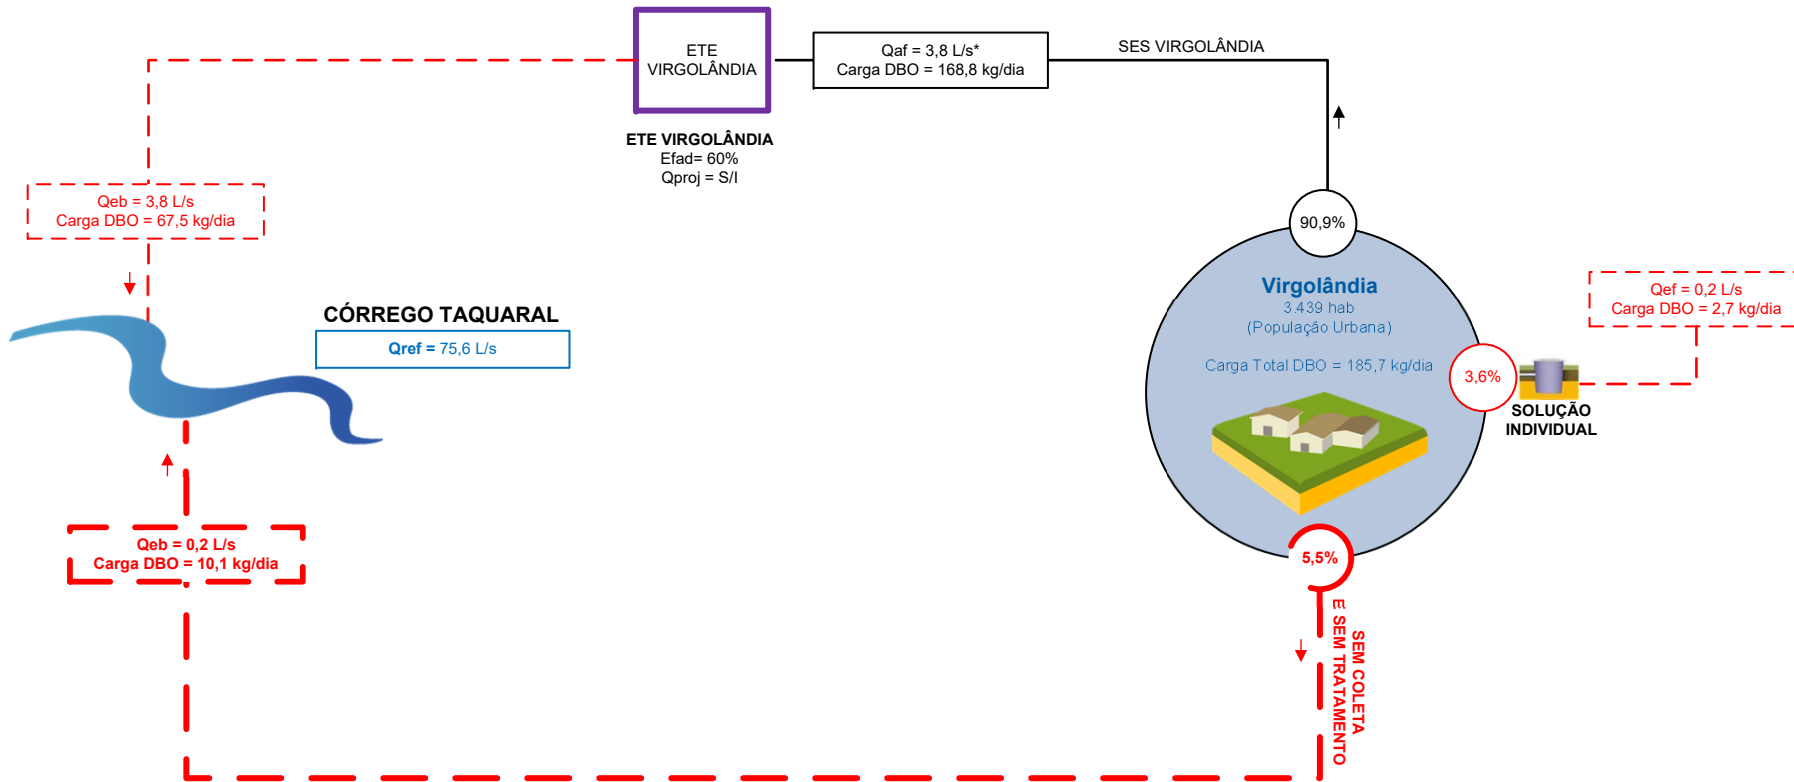 ETE
VIRGOLÂNDIA
Qaf = 3,8 L/s*
Carga DBO = 168,8 kg/dia
SES VIRGOLÂNDIA
ETE VIRGOLÂNDIA
Efad= 60%
Qproj = S/I
Qeb = 3,8 L/s
Carga DBO = 67,5 kg/dia
90,9%
CÓRREGO TAQUARAL
Qref = 75,6 L/s
Virgolândia
3.439 hab
(População Urbana)
Carga Total DBO = 185,7 kg/dia
Qef = 0,2 L/s
Carga DBO = 2,7 kg/dia
3,6%
SOLUÇÃO
INDIVIDUAL
Qeb = 0,2 L/s
Carga DBO = 10,1 kg/dia
5,5%
SEM COLETA
E SEM TRATAMENTO